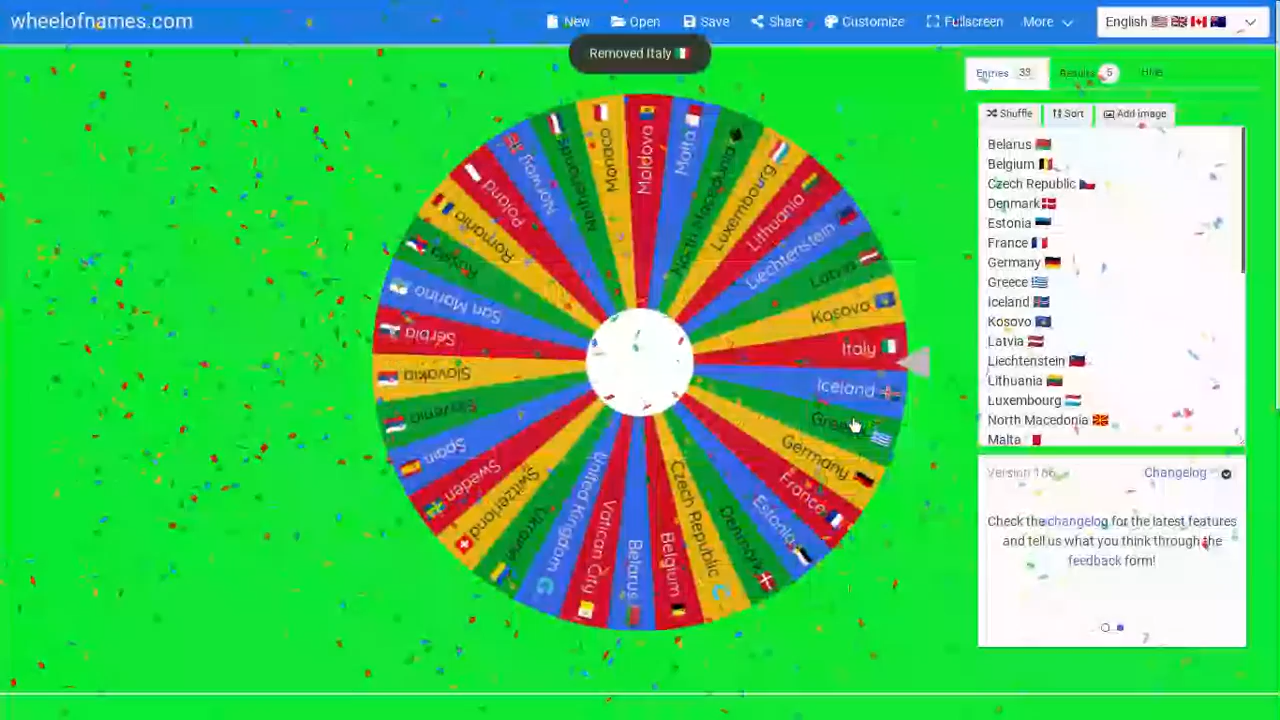 wheelofnames.com
New Open Save Share Customize Fullscreen More English
Removed Italy
Entries 33 Results 5 Hide
Shuffle Sort Add image
Belarus
Belgium
Czech Republic
Denmark
Estonia
France
Germany
Greece
Iceland
Kosovo
Latvia
Liechtenstein
Lithuania
Luxembourg
North Macedonia
Malta
Version 166 Changelog
Check the changelog for the latest features
and tell us what you think through the
feedback form!
Moldova
Malta
North Macedonia
Luxembourg
Lithuania
Liechtenstein
Latvia
Kosovo
Italy
Iceland
Greece
Germany
France
Estonia
Denmark
Czech Republic
Belgium
Belarus
Vatican City
United Kingdom
Ukraine
Switzerland
Sweden
Spain
Slovenia
Slovakia
Serbia
San Marino
Russia
Romania
Poland
Norway
Netherlands
Monaco